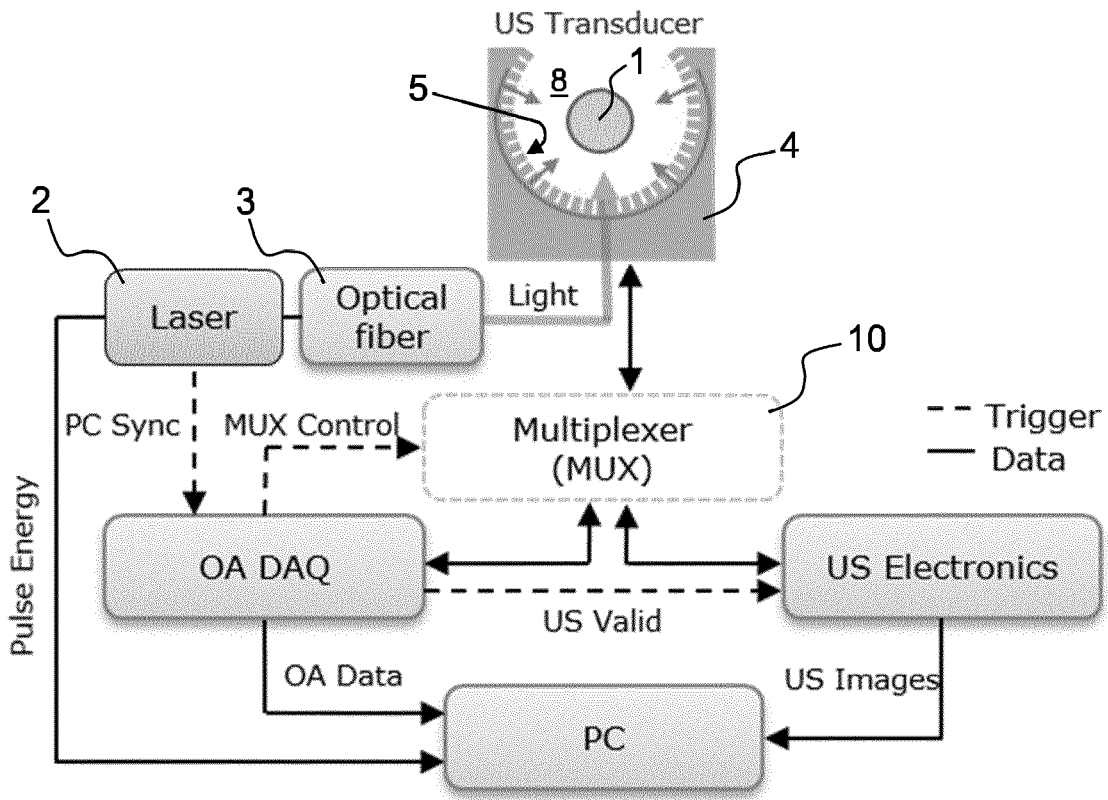 US Transducer
8
1
5
4
2
3
Laser
Optical
fiber
Light
10
PC Sync
MUX Control
Multiplexer
(MUX)
Trigger
Data
Pulse Energy
OA DAQ
US Electronics
US Valid
OA Data
US Images
PC